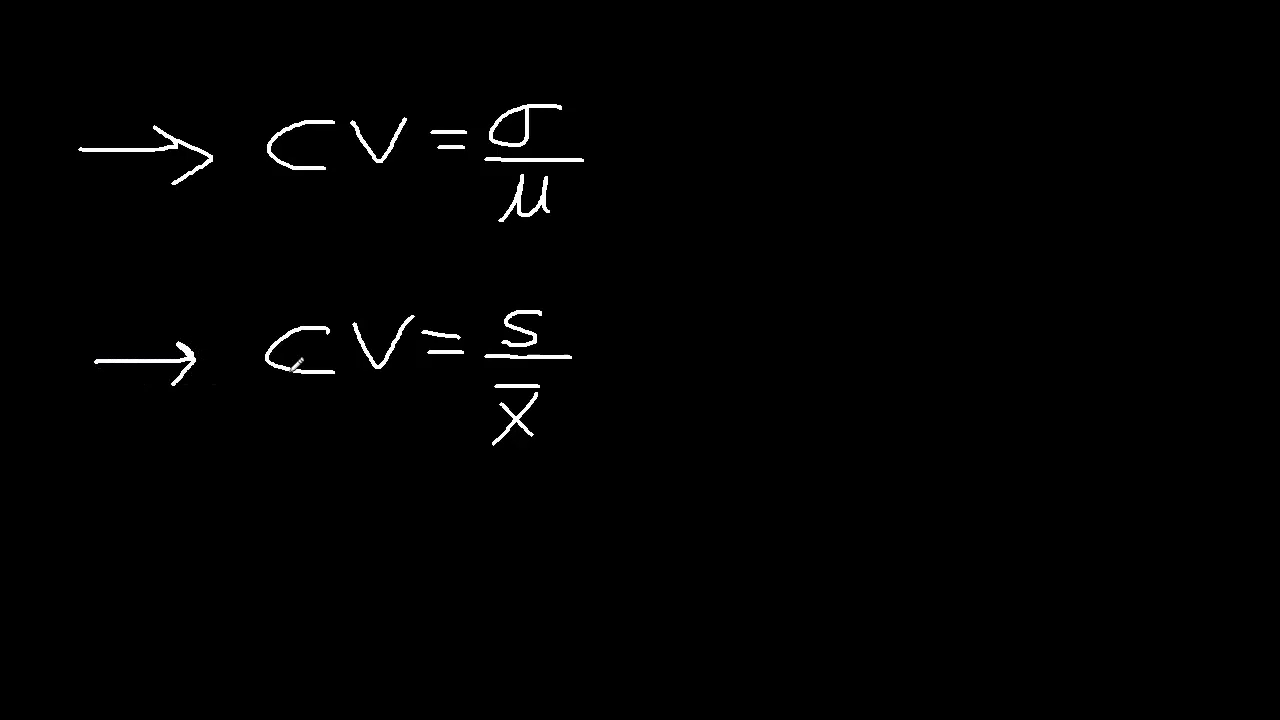 → CV = σ/μ
→ CV = s/x̄